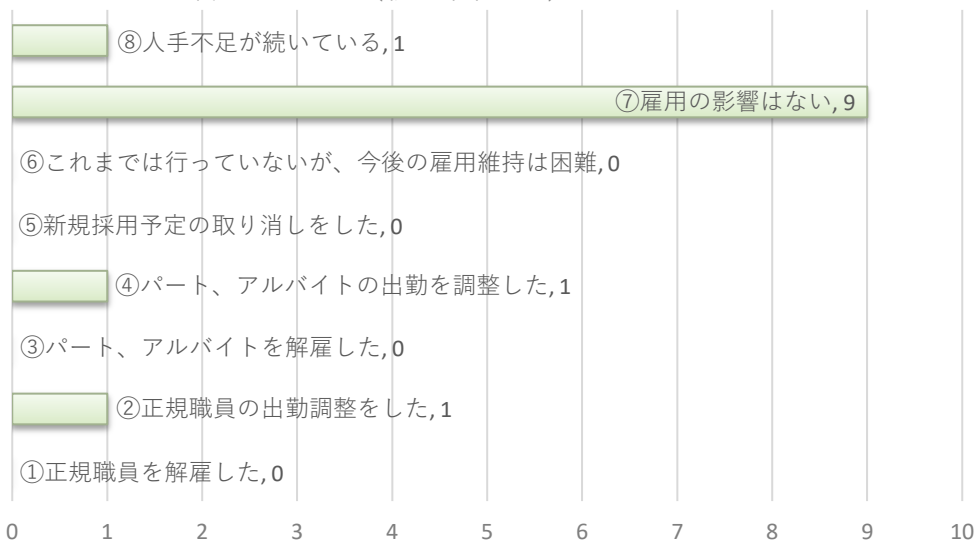 ⑧人手不足が続いている, 1
⑦雇用の影響はない, 9
⑥これまでは行っていないが、今後の雇用維持は困難, 0
⑤新規採用予定の取り消しをした, 0
④パート、アルバイトの出勤を調整した, 1
③パート、アルバイトを解雇した, 0
②正規職員の出勤調整をした, 1
①正規職員を解雇した, 0
0 1 2 3 4 5 6 7 8 9 10